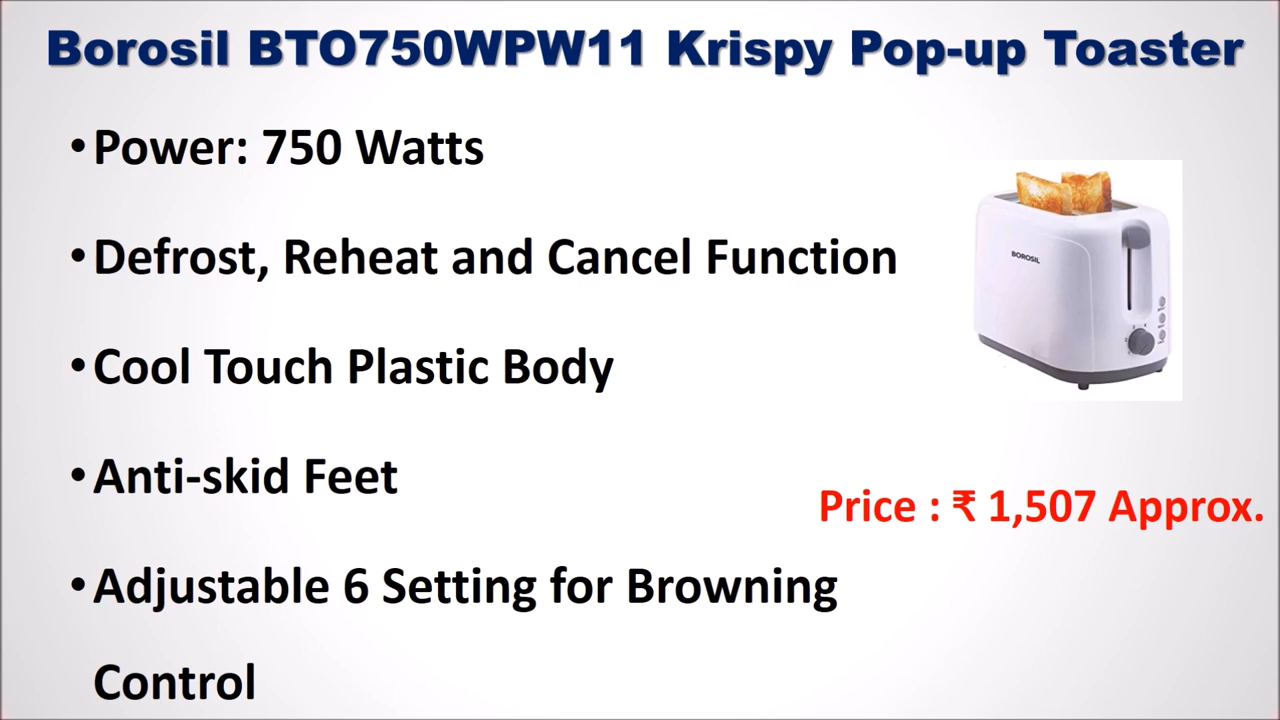 Borosil BTO750WPW11 Krispy Pop-up Toaster
•Power: 750 Watts
•Defrost, Reheat and Cancel Function
BOROSIL
•Cool Touch Plastic Body
•Anti-skid Feet
Price : ₹ 1,507 Approx.
•Adjustable 6 Setting for Browning
Control